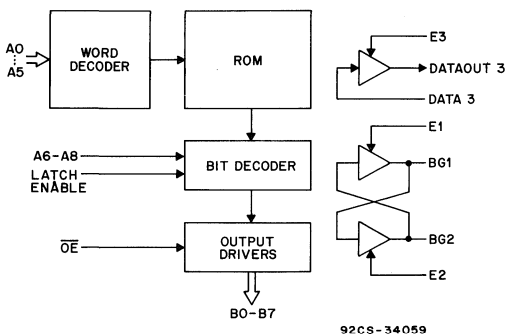 A0
⋮
A5
WORD
DECODER
ROM
E3
DATAOUT 3
DATA 3
E1
A6-A8
LATCH
ENABLE
BIT DECODER
BG1
OE
OUTPUT
DRIVERS
BG2
E2
B0-B7
92CS-34059